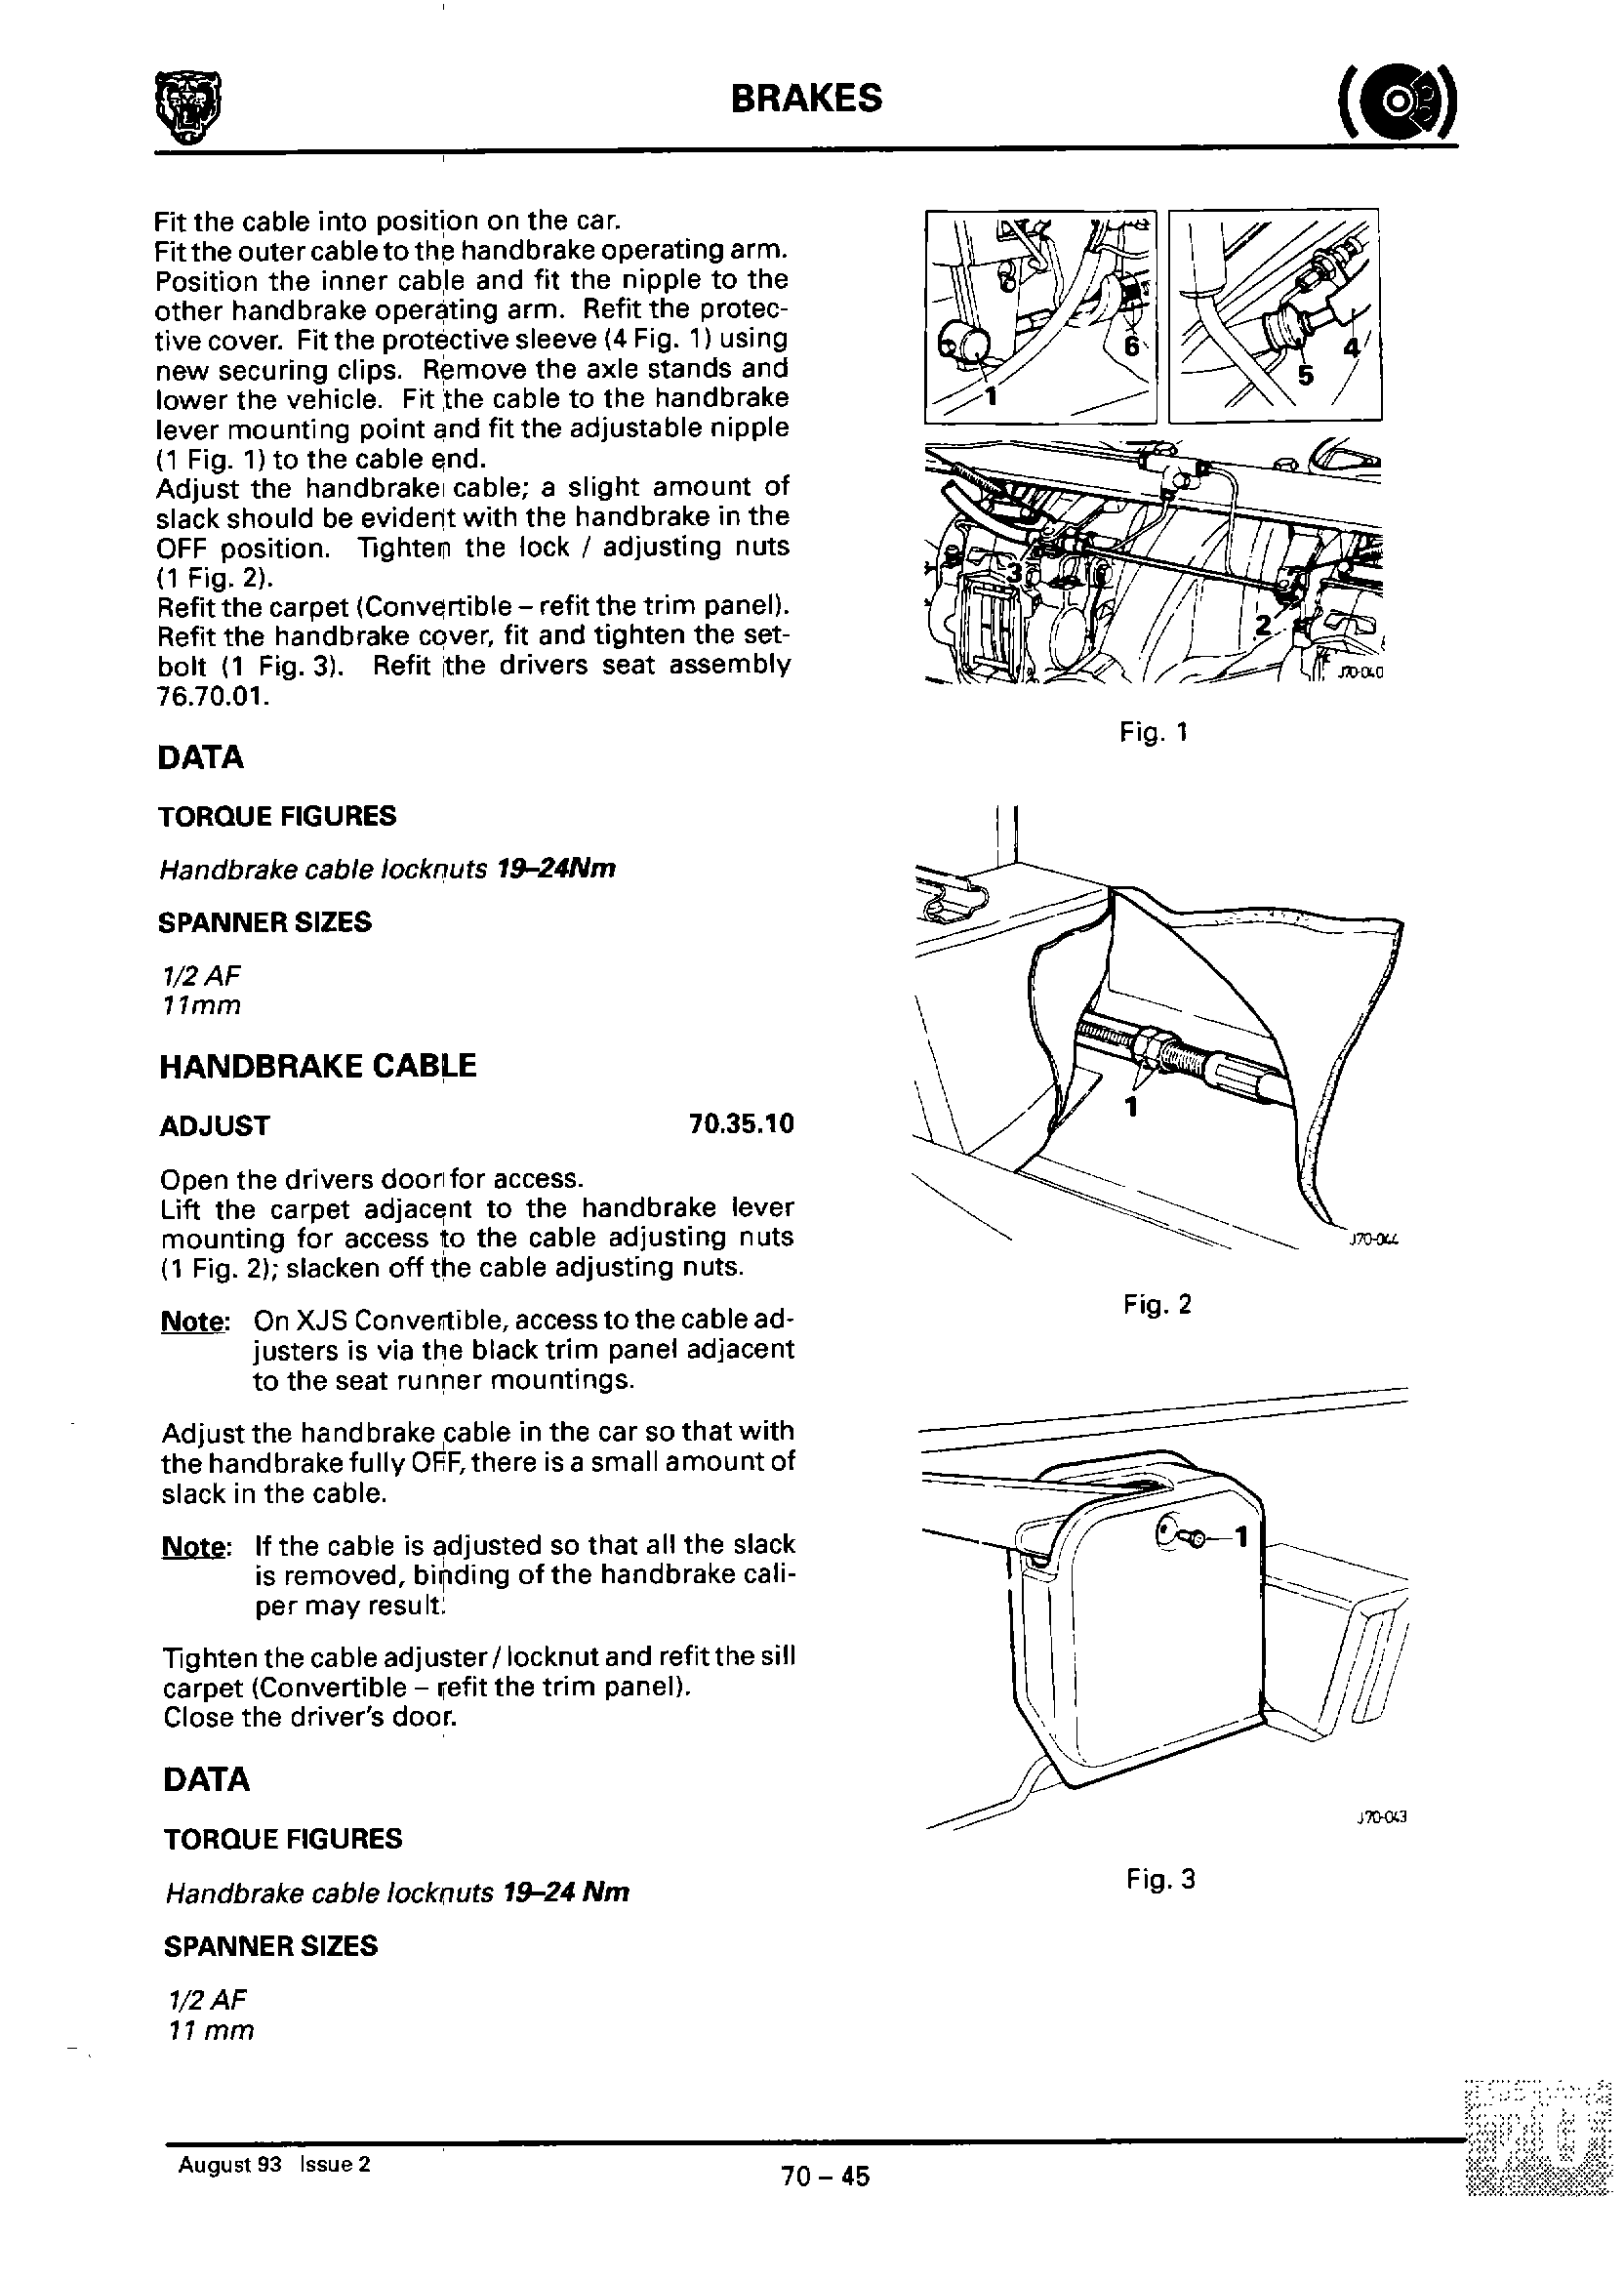 BRAKES
Fit the cable into position on the car.
Fit the outer cable to the handbrake operating arm.
Position the inner cable and fit the nipple to the
other handbrake operating arm. Refit the protec-
tive cover. Fit the protective sleeve (4 Fig. 1) using
new securing clips. Remove the axle stands and
lower the vehicle. Fit the cable to the handbrake
lever mounting point and fit the adjustable nipple
(1 Fig. 1) to the cable end.
Adjust the handbrake cable; a slight amount of
slack should be evident with the handbrake in the
OFF position. Tighten the lock / adjusting nuts
(1 Fig. 2).
Refit the carpet (Convertible – refit the trim panel).
Refit the handbrake cover, fit and tighten the set-
bolt (1 Fig. 3). Refit the drivers seat assembly
76.70.01.
DATA
TORQUE FIGURES
Handbrake cable locknuts 19–24Nm
SPANNER SIZES
1/2 AF
11mm
HANDBRAKE CABLE
ADJUST 70.35.10
Open the drivers door for access.
Lift the carpet adjacent to the handbrake lever
mounting for access to the cable adjusting nuts
(1 Fig. 2); slacken off the cable adjusting nuts.
Note: On XJS Convertible, access to the cable ad-
justers is via the black trim panel adjacent
to the seat runner mountings.
Adjust the handbrake cable in the car so that with
the handbrake fully OFF, there is a small amount of
slack in the cable.
Note: If the cable is adjusted so that all the slack
is removed, binding of the handbrake cali-
per may result.
Tighten the cable adjuster / locknut and refit the sill
carpet (Convertible – refit the trim panel).
Close the driver's door.
DATA
TORQUE FIGURES
Handbrake cable locknuts 19–24 Nm
SPANNER SIZES
1/2 AF
11 mm
1
6
5
4
3
2
J70-040
Fig. 1
1
J70-044
Fig. 2
1
J70-043
Fig. 3
August 93 Issue 2
70 – 45
70